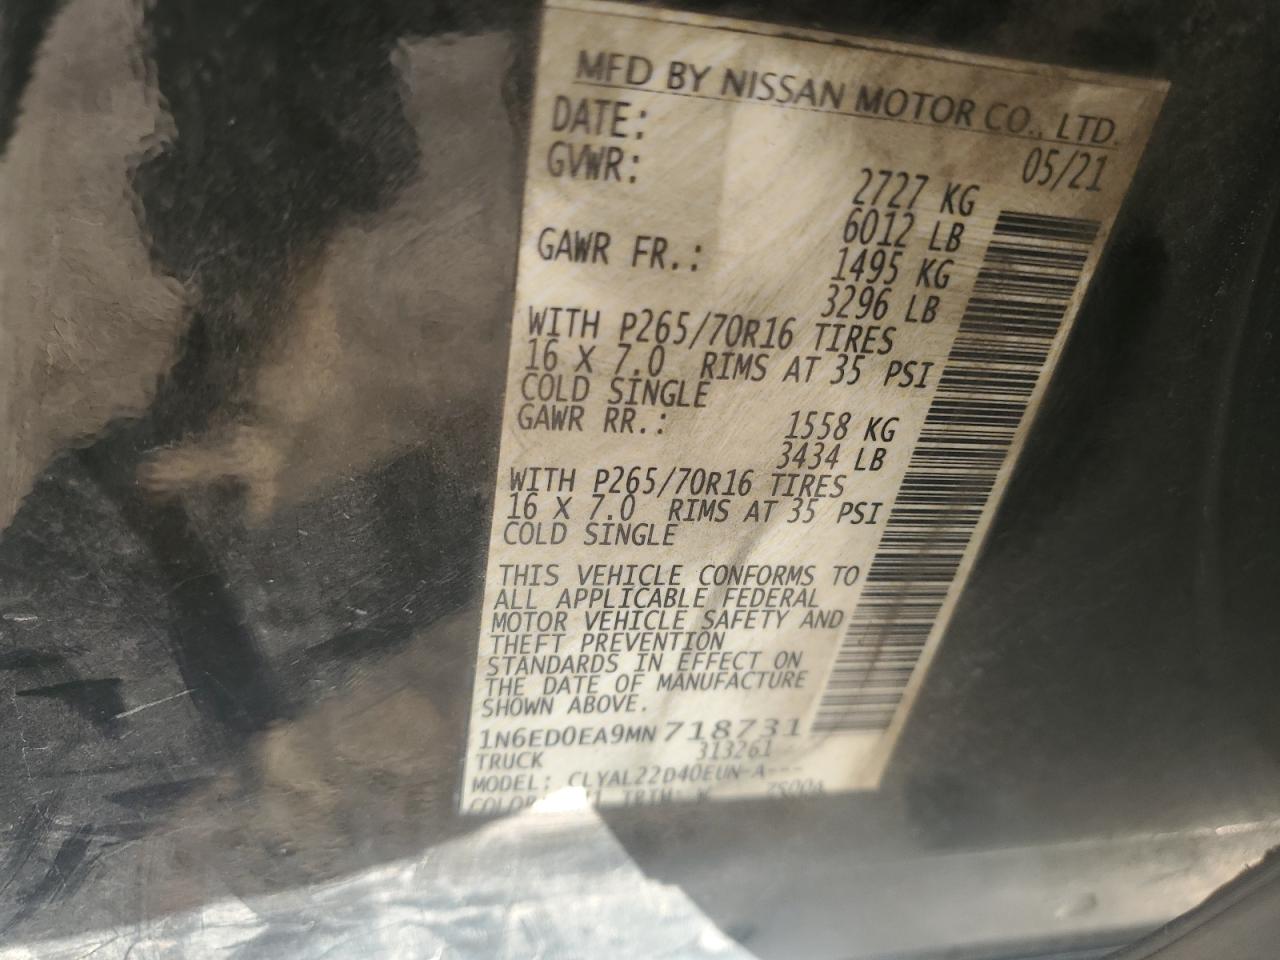 MFD BY NISSAN MOTOR CO., LTD.
DATE: 05/21
GVWR: 2727 KG
6012 LB
GAWR FR.: 1495 KG
3296 LB
WITH P265/70R16 TIRES
16 X 7.0 RIMS AT 35 PSI
COLD SINGLE
GAWR RR.: 1558 KG
3434 LB
WITH P265/70R16 TIRES
16 X 7.0 RIMS AT 35 PSI
COLD SINGLE
THIS VEHICLE CONFORMS TO
ALL APPLICABLE FEDERAL
MOTOR VEHICLE SAFETY AND
THEFT PREVENTION
STANDARDS IN EFFECT ON
THE DATE OF MANUFACTURE
SHOWN ABOVE.
1N6ED0EA9MN718731
TRUCK 313261
MODEL: CLYAL22D40EUN-A---
TRIM: K